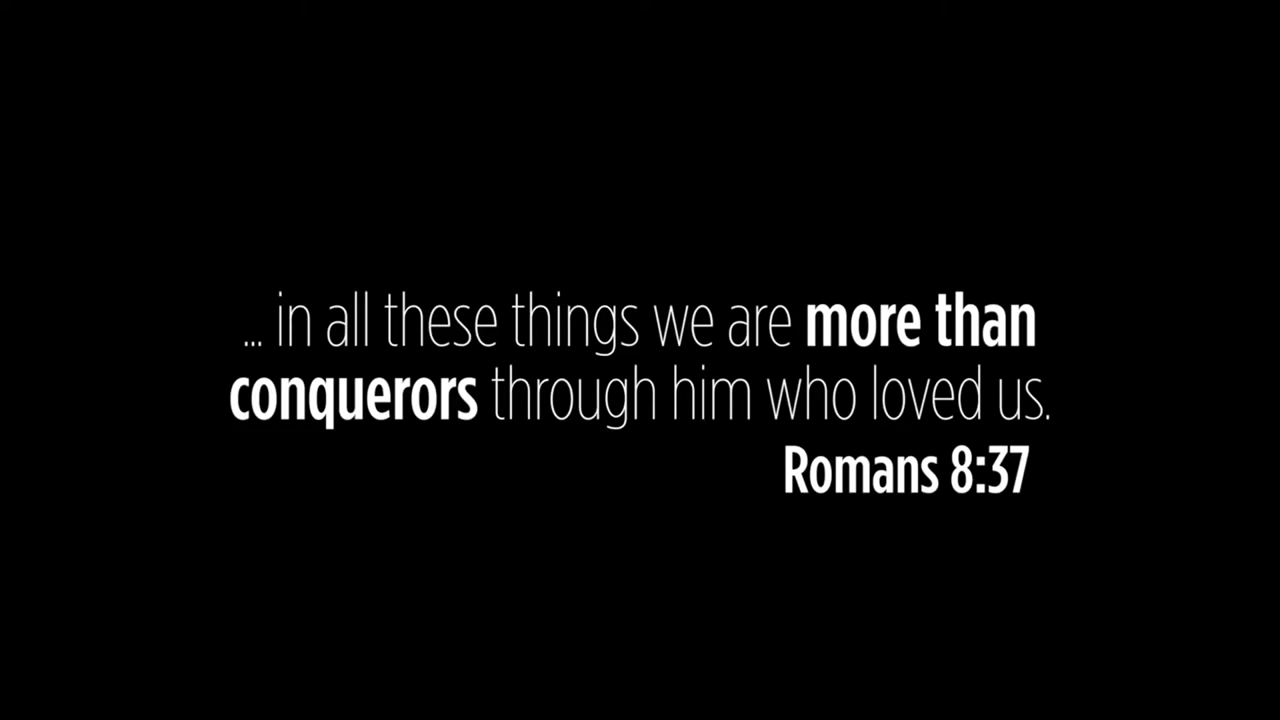 ... in all these things we are more than
conquerors through him who loved us.
Romans 8:37